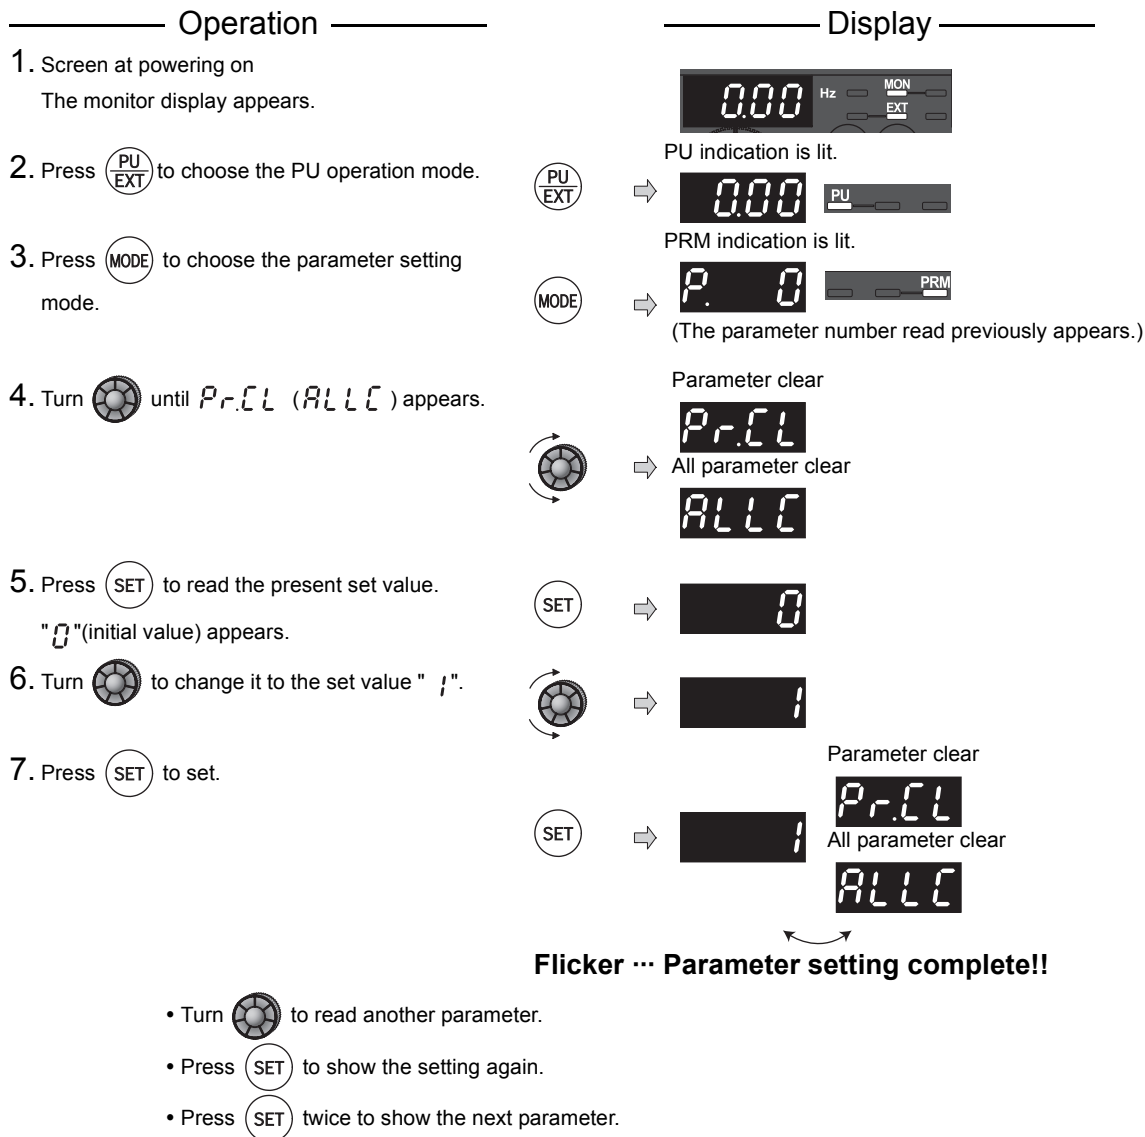 Operation
Display
1. Screen at powering on
The monitor display appears.
0.00 Hz MON
EXT
2. Press PU/EXT to choose the PU operation mode.
PU
EXT
PU indication is lit.
0.00 PU
3. Press MODE to choose the parameter setting
mode.
MODE
PRM indication is lit.
P. 0 PRM
(The parameter number read previously appears.)
4. Turn until Pr.CL (ALLC) appears.
Parameter clear
Pr.CL
All parameter clear
ALLC
5. Press SET to read the present set value.
"0"(initial value) appears.
SET
0
6. Turn to change it to the set value " 1".
1
7. Press SET to set.
SET
1
Parameter clear
Pr.CL
All parameter clear
ALLC
Flicker ··· Parameter setting complete!!
• Turn to read another parameter.
• Press SET to show the setting again.
• Press SET twice to show the next parameter.